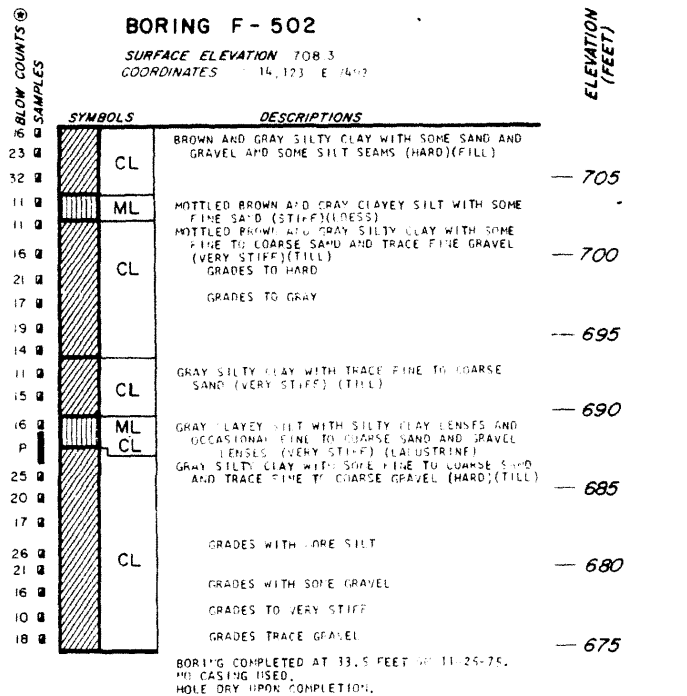 BORING F-502
SURFACE ELEVATION 708.3
COORDINATES 14,123 E
BLOW COUNTS
SAMPLES
ELEVATION
(FEET)
SYMBOLS DESCRIPTIONS
16 BROWN AND GRAY SILTY CLAY WITH SOME SAND AND
23 CL GRAVEL AND SOME SILT SEAMS (HARD)(FILL)
32 — 705
11 ML MOTTLED BROWN AND GRAY CLAYEY SILT WITH SOME
FINE SAND (STIFF)(LOESS)
11 MOTTLED BROWN AND GRAY SILTY CLAY WITH SOME
FINE TO COARSE SAND AND TRACE FINE GRAVEL
16 (VERY STIFF)(TILL) — 700
CL GRADES TO HARD
21
17 GRADES TO GRAY
19 — 695
14
11 GRAY SILTY CLAY WITH TRACE FINE TO COARSE
15 CL SAND (VERY STIFF) (TILL)
— 690
16 ML GRAY CLAYEY SILT WITH SILTY CLAY LENSES AND
P CL OCCASIONAL FINE TO COARSE SAND AND GRAVEL
LENSES (VERY STIFF) (LACUSTRINE)
GRAY SILTY CLAY WITH SOME FINE TO COARSE SAND
25 AND TRACE FINE TO COARSE GRAVEL (HARD)(TILL) — 685
20
17
GRADES WITH MORE SILT
26 CL — 680
21
16 GRADES WITH SOME GRAVEL
10 GRADES TO VERY STIFF
18 GRADES TRACE GRAVEL — 675
BORING COMPLETED AT 33.5 FEET ON 11-25-75.
NO CASING USED.
HOLE DRY UPON COMPLETION.